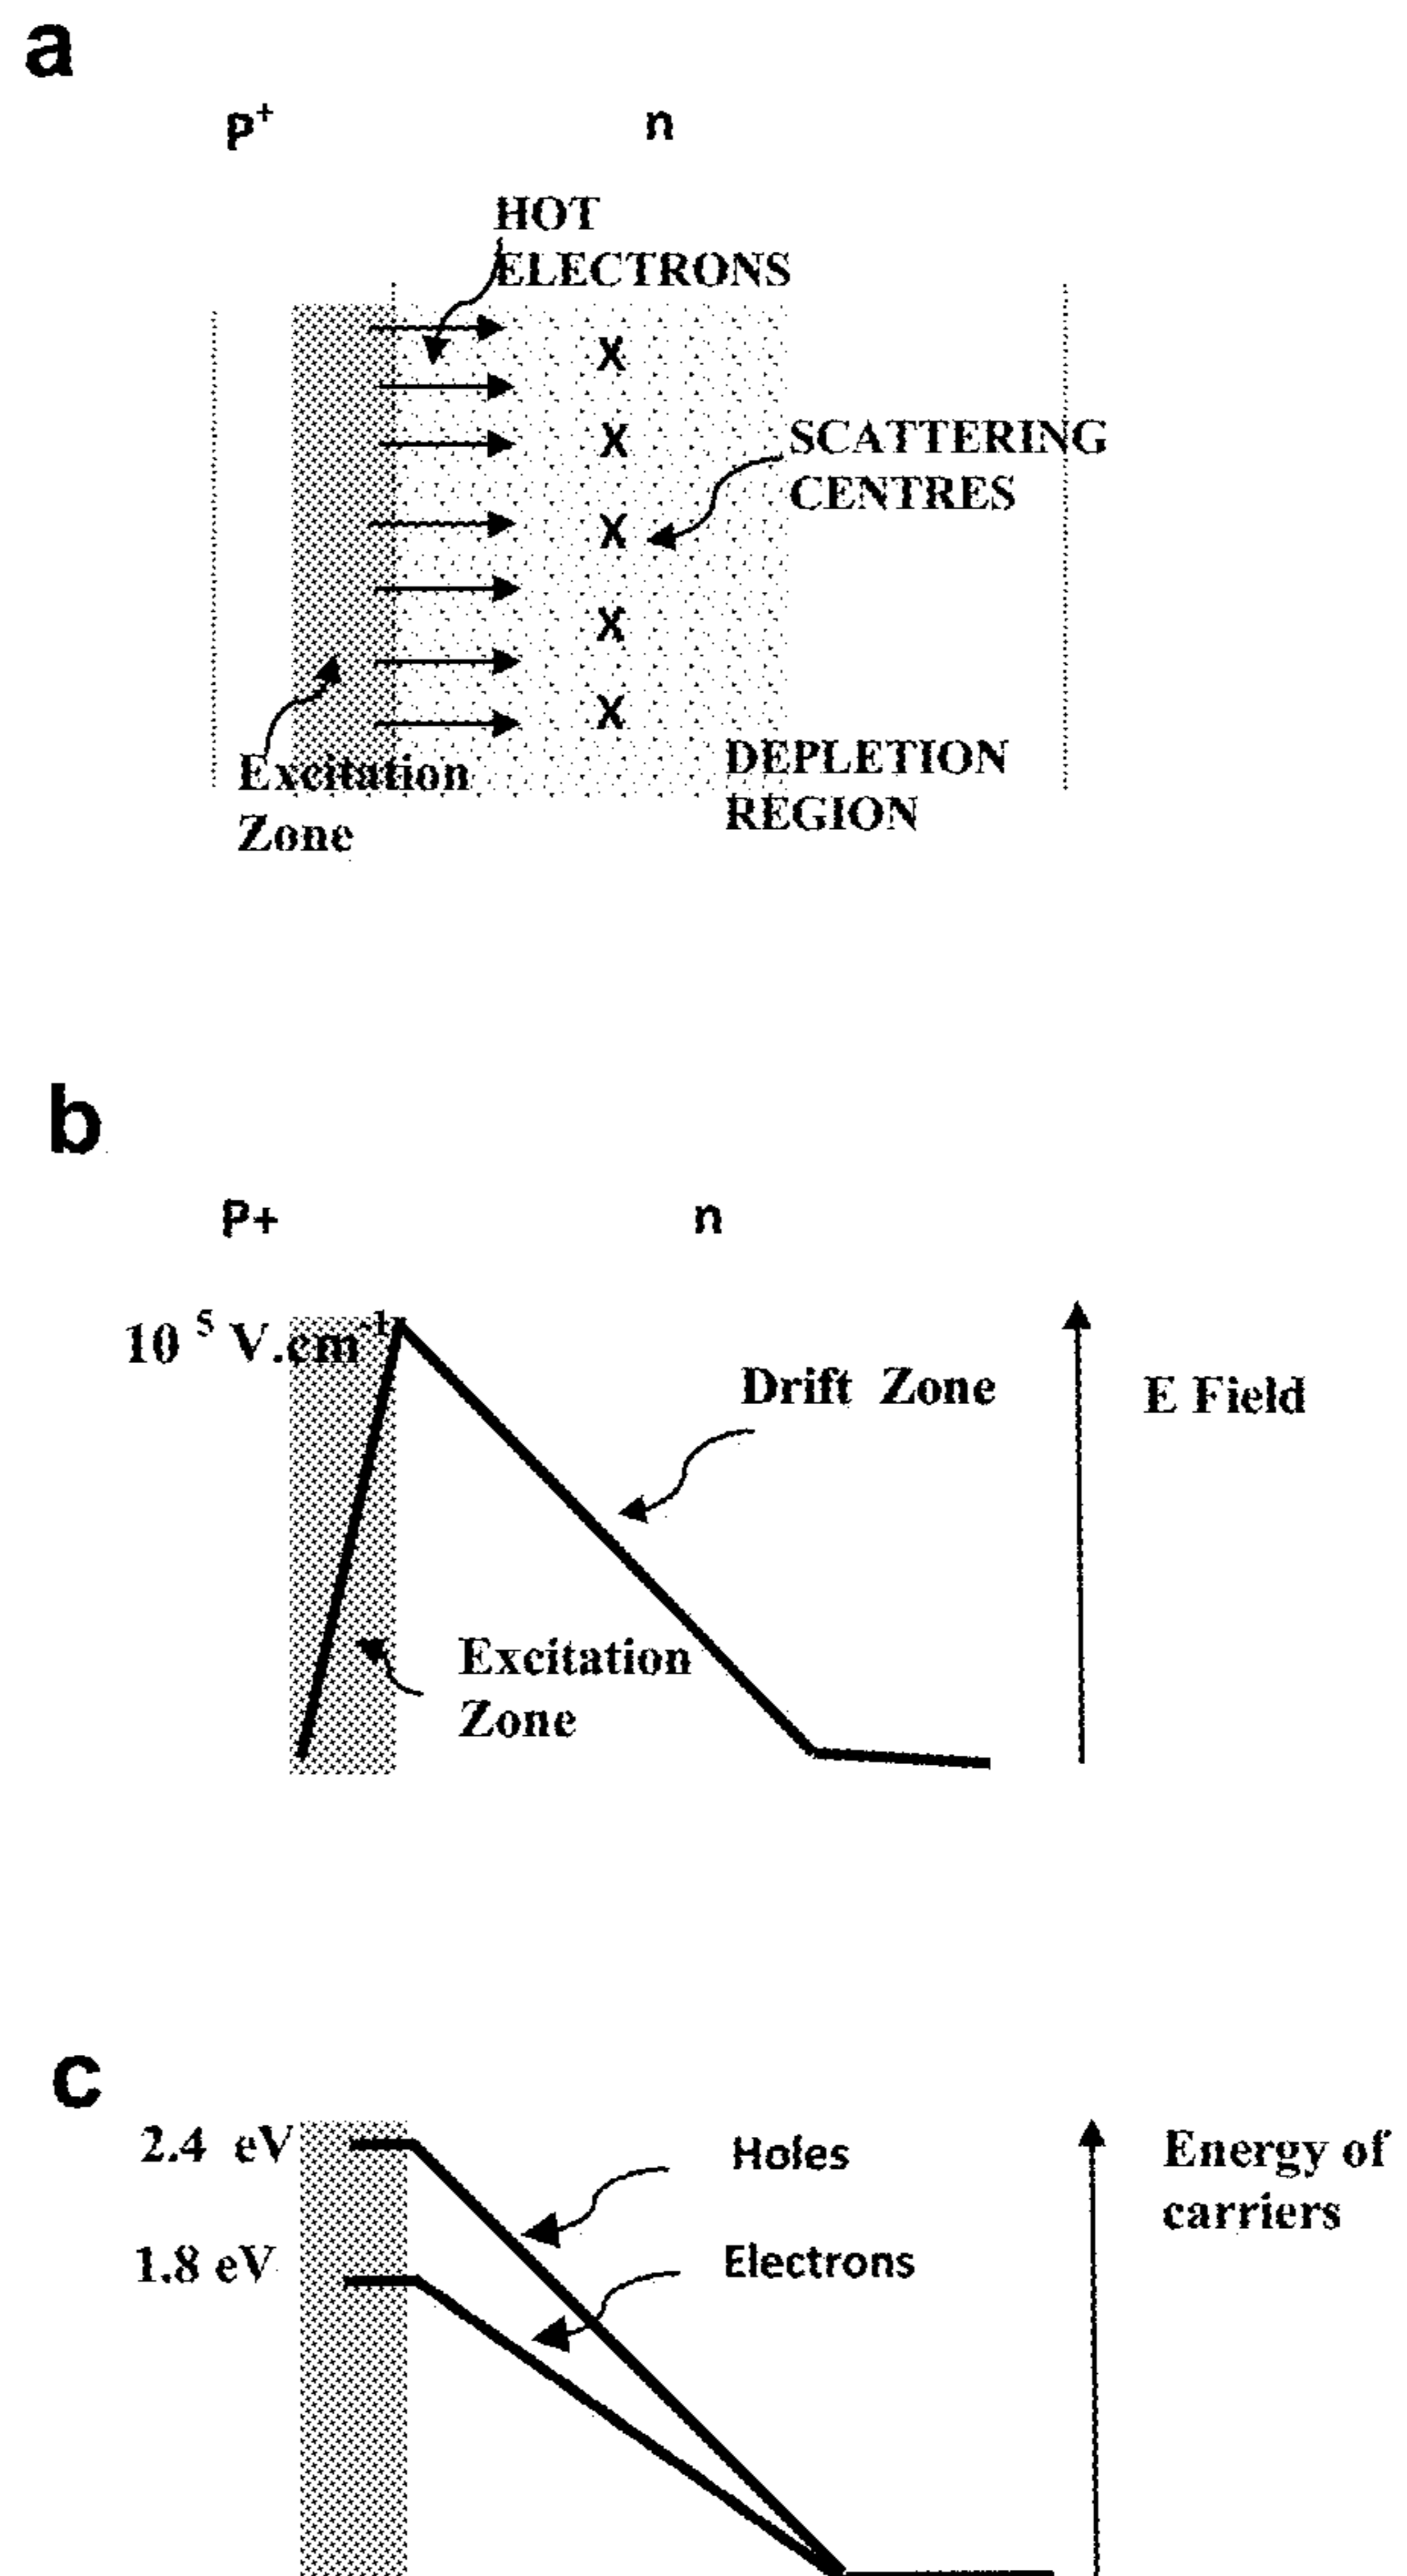 a
P⁺ n
HOT
ELECTRONS
X
X
SCATTERING
CENTRES
X
X
X
DEPLETION
REGION
Excitation
Zone
b
P+ n
10 ⁵ V.cm⁻¹
Drift Zone
E Field
Excitation
Zone
c
2.4 eV
Holes
Energy of
carriers
1.8 eV
Electrons